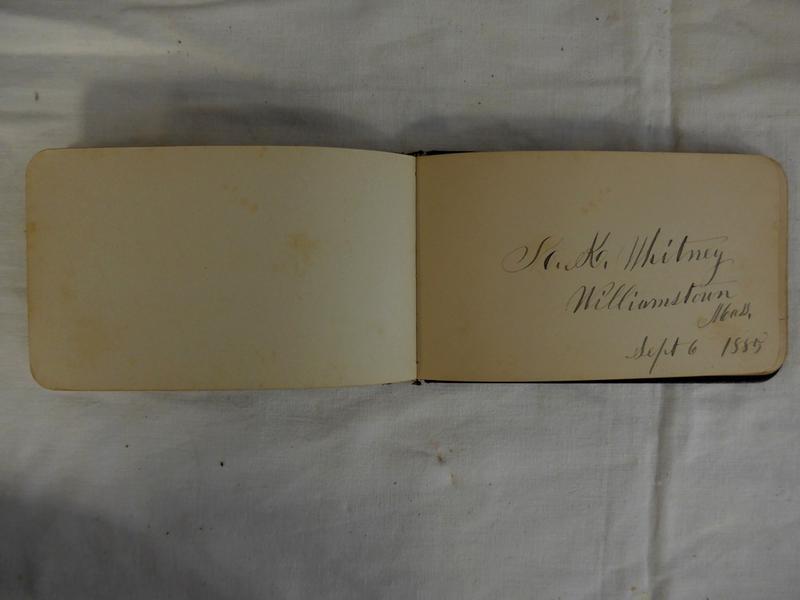 H. K. Whitney
Williamstown
Mass.
Sept 6 1885